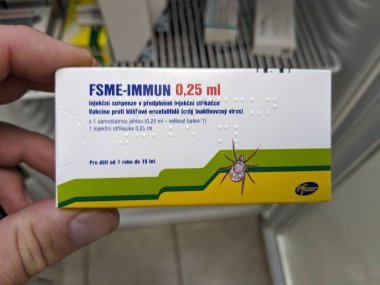 FSME-IMMUN 0,25 ml
Injekční suspenze v předplněné injekční stříkačce
Vakcína proti klíšťové encefalitidě (celý inaktivovaný virus)
s 1 samostatnou jehlou (0,25 ml – velikost balení 1)
1 injekční stříkačka 0,25 ml
Pro děti od 1 roku do 15 let.
Pfizer